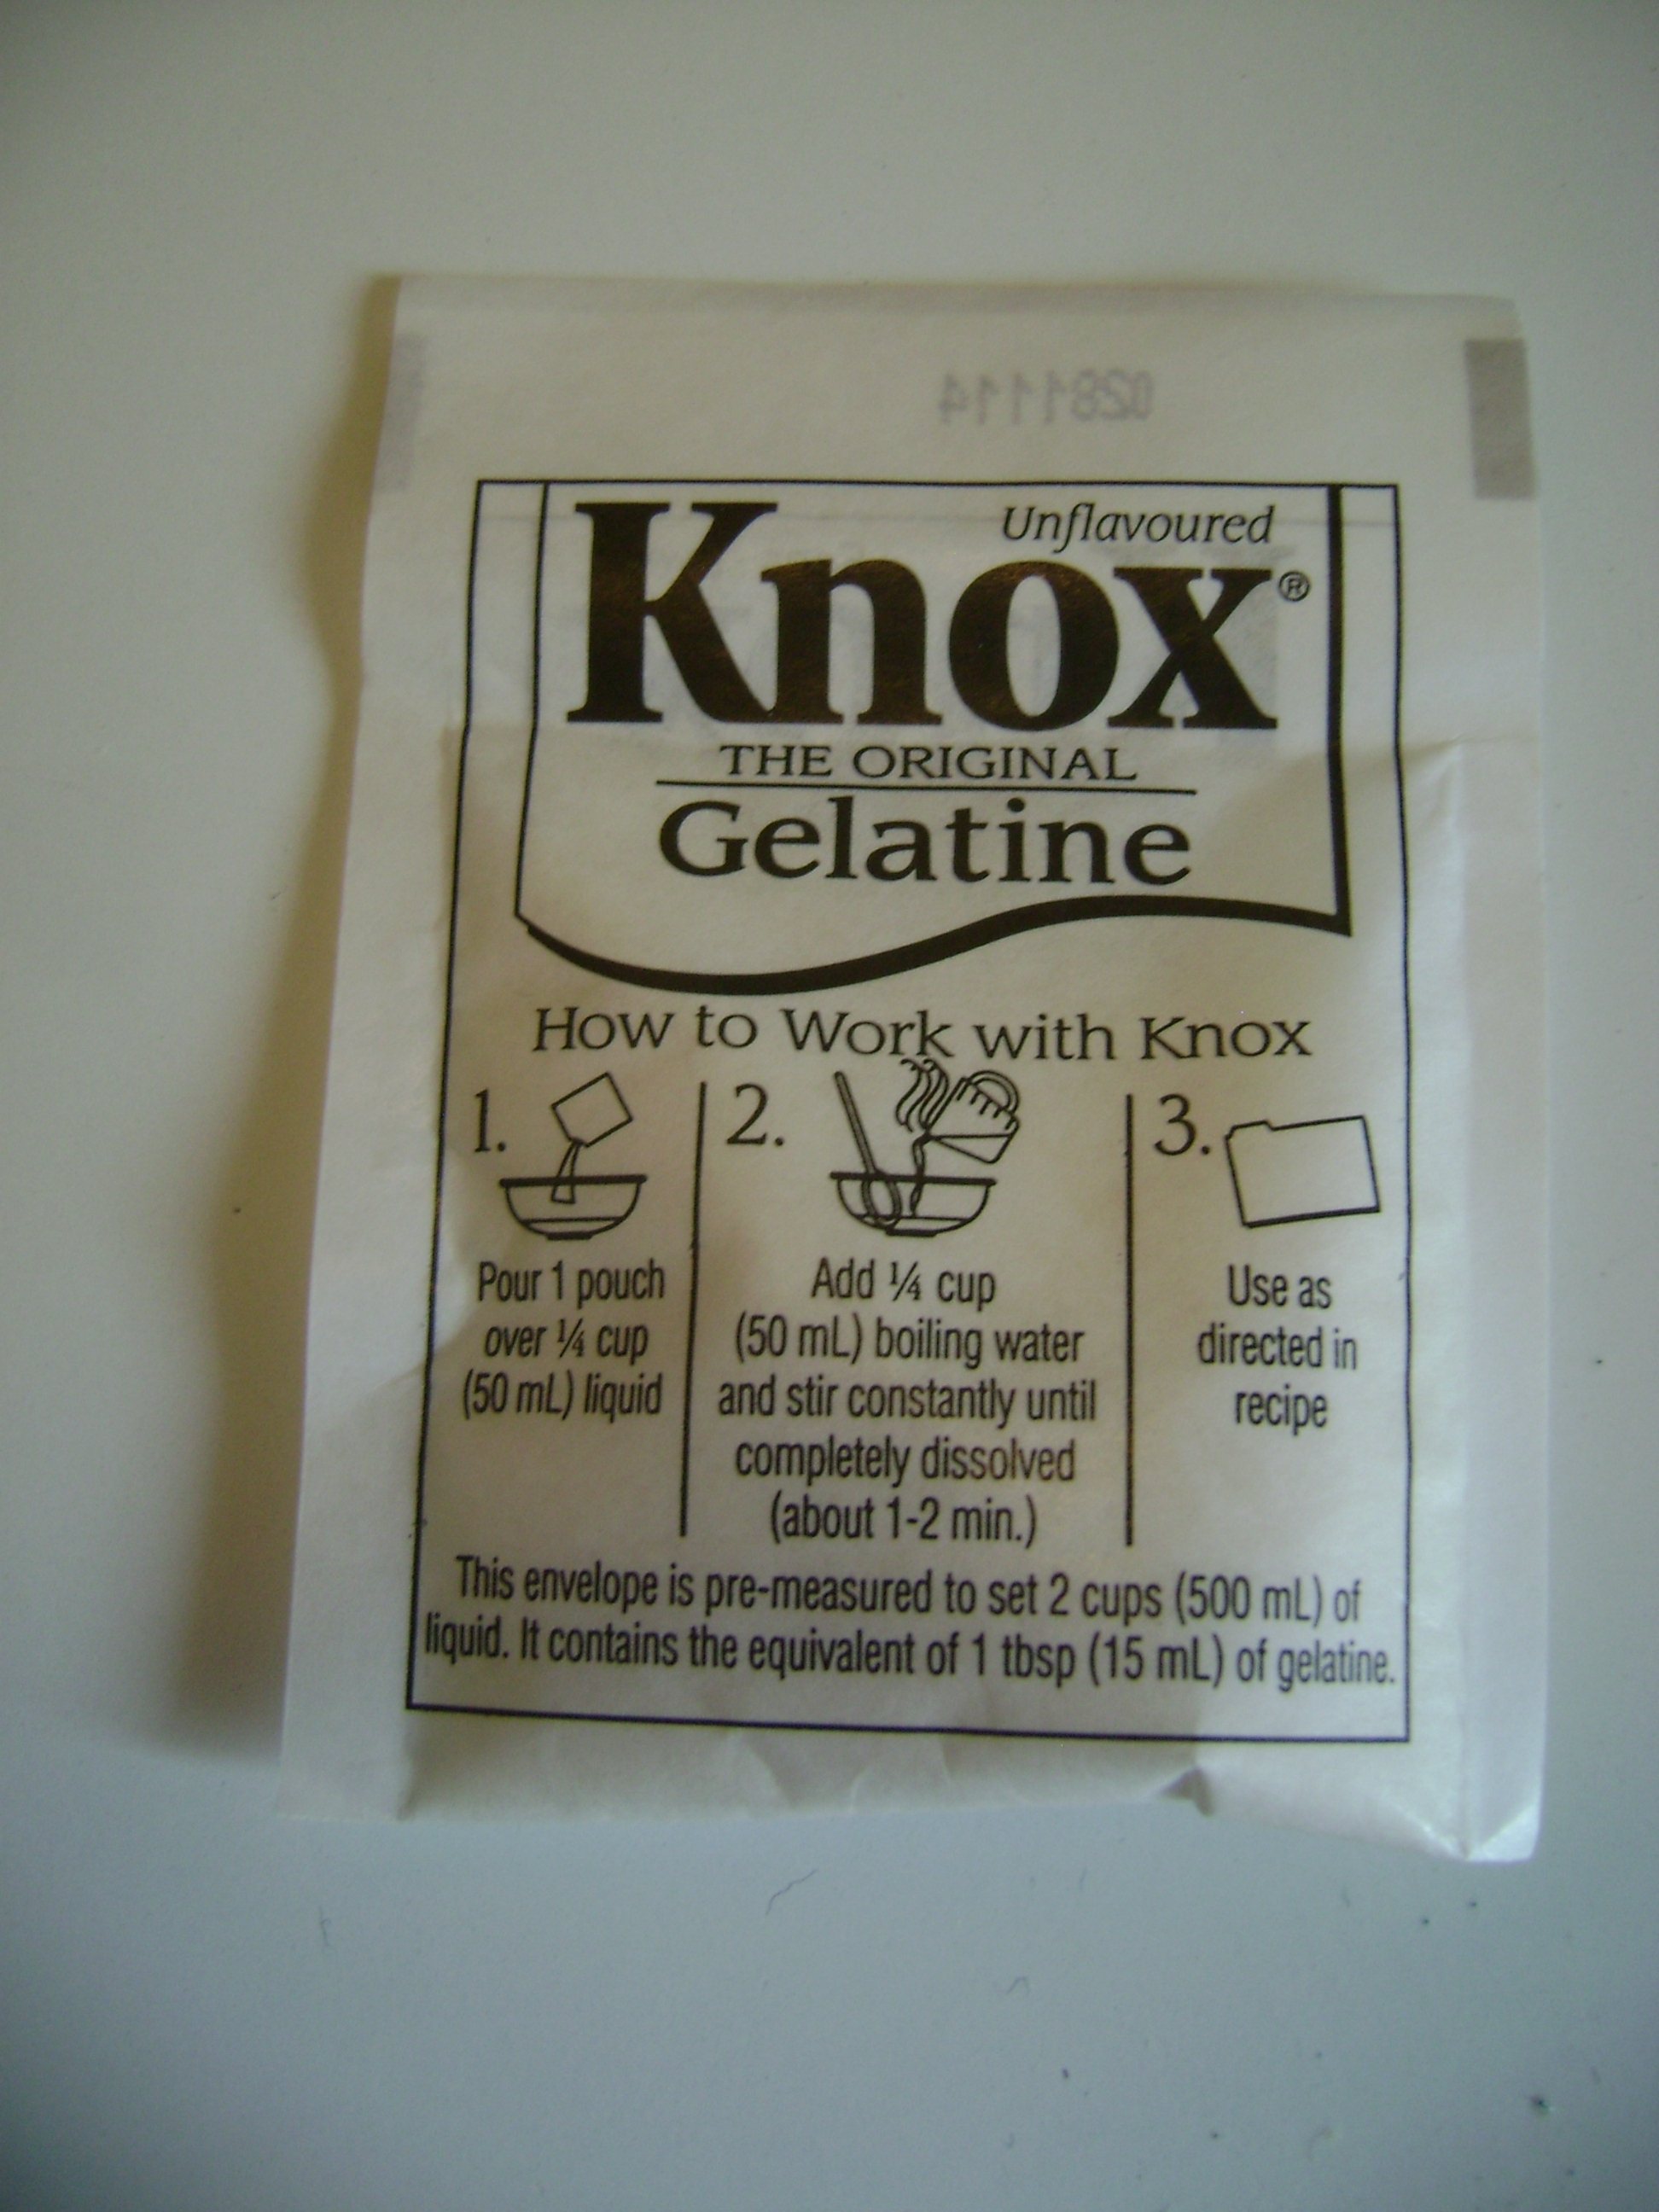 0281114
Unflavoured
Knox®
THE ORIGINAL
Gelatine
How to Work with Knox
1.
Pour 1 pouch
over ¼ cup
(50 mL) liquid
2.
Add ¼ cup
(50 mL) boiling water
and stir constantly until
completely dissolved
(about 1-2 min.)
3.
Use as
directed in
recipe
This envelope is pre-measured to set 2 cups (500 mL) of
liquid. It contains the equivalent of 1 tbsp (15 mL) of gelatine.